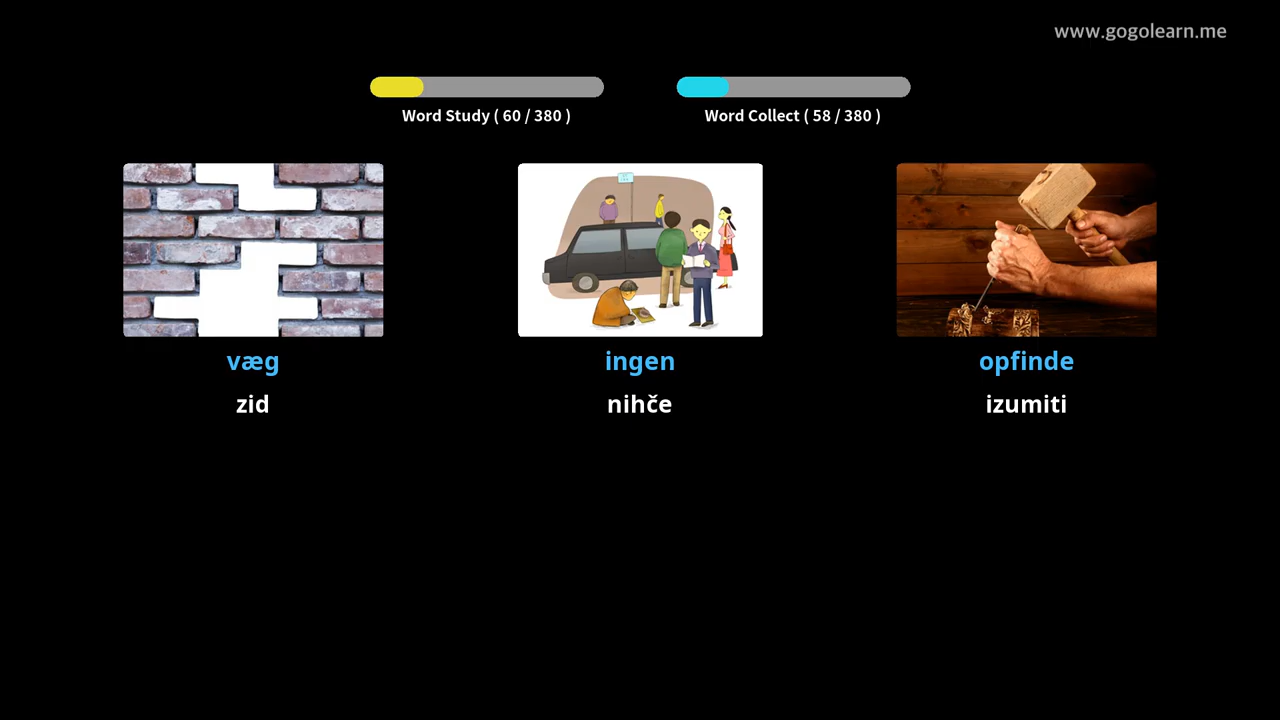 www.gogolearn.me
Word Study ( 60 / 380 )
Word Collect ( 58 / 380 )
væg
ingen
opfinde
zid
nihče
izumiti